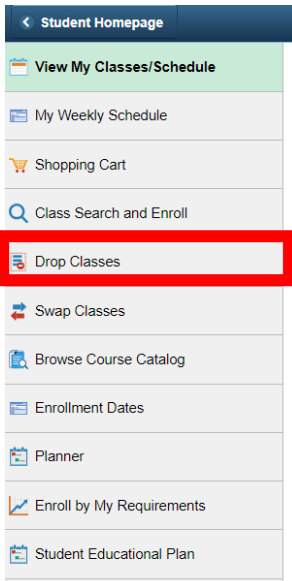 Student Homepage
View My Classes/Schedule
My Weekly Schedule
Shopping Cart
Class Search and Enroll
Drop Classes
Swap Classes
Browse Course Catalog
Enrollment Dates
Planner
Enroll by My Requirements
Student Educational Plan